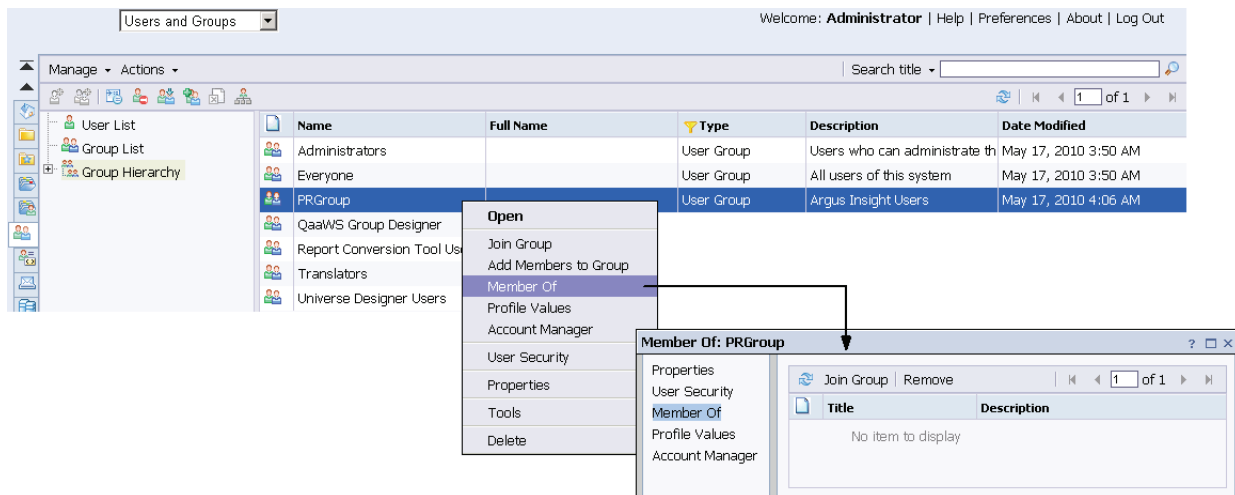 Users and Groups
Welcome: Administrator | Help | Preferences | About | Log Out
Manage Actions Search title
1 of 1
User List
Group List
Group Hierarchy
Name Full Name Type Description Date Modified
Administrators User Group Users who can administrate th May 17, 2010 3:50 AM
Everyone User Group All users of this system May 17, 2010 3:50 AM
PRGroup User Group Argus Insight Users May 17, 2010 4:06 AM
QaaWS Group Designer
Report Conversion Tool Us
Translators
Universe Designer Users
Open
Join Group
Add Members to Group
Member Of
Profile Values
Account Manager
User Security
Properties
Tools
Delete
Member Of: PRGroup ?
Properties
User Security
Member Of
Profile Values
Account Manager
Join Group Remove 1 of 1
Title Description
No item to display